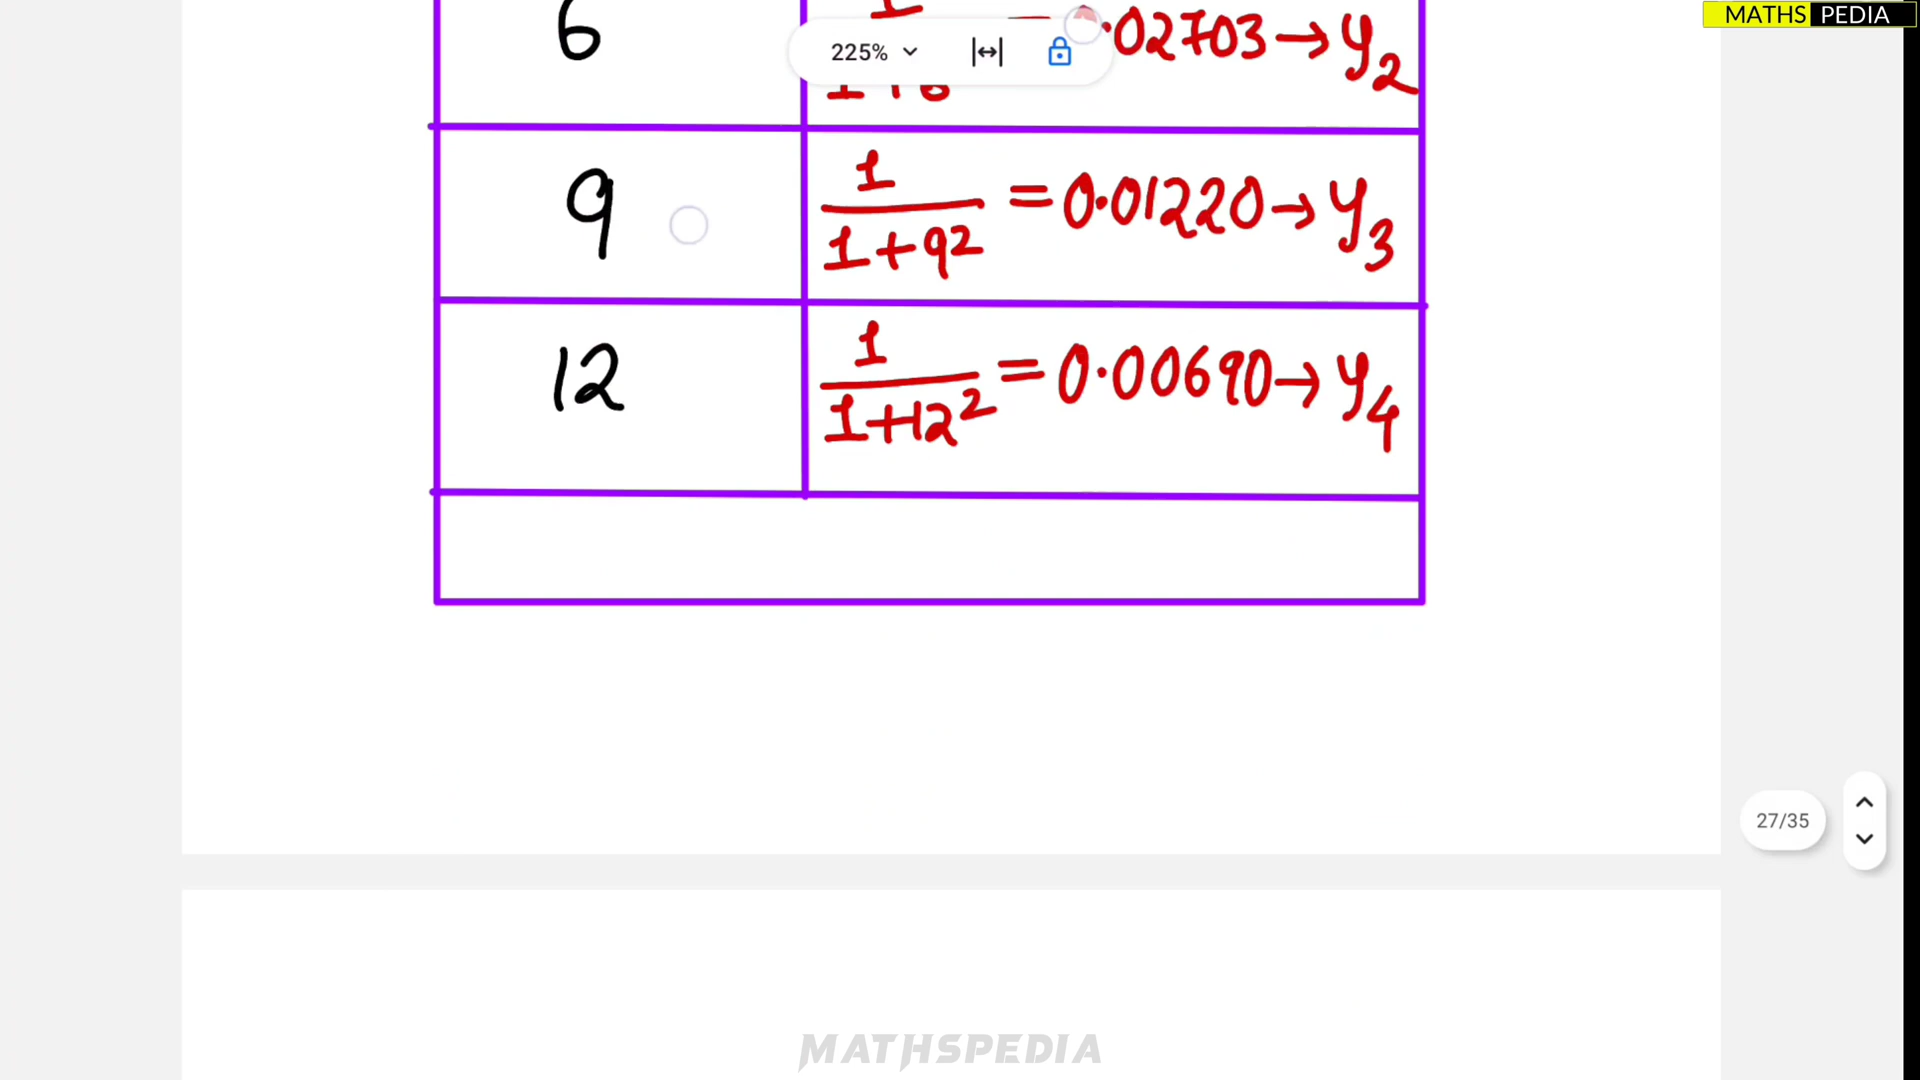 MATHS PEDIA
225%
6 = .02703 → y₂
9 1/(1+9²) = 0.01220 → y₃
12 1/(1+12²) = 0.00690 → y₄
27/35
MATHSPEDIA